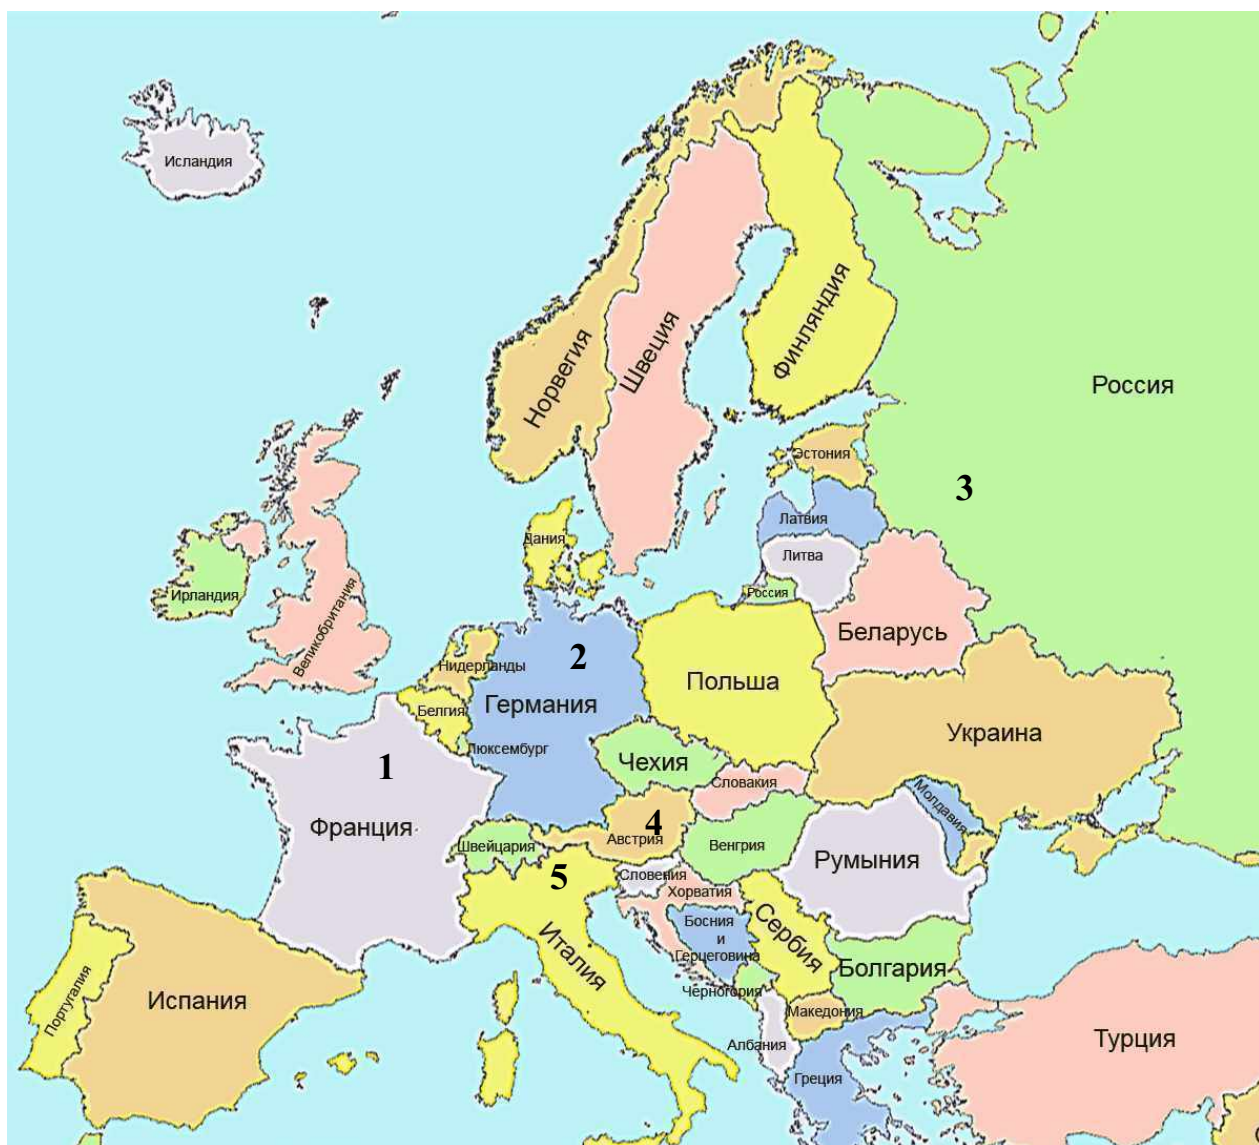 Исландия
Финляндия
Швеция
Норвегия
Россия
Эстония
3
Латвия
Дания
Литва
Россия
Ирландия
Великобритания
Беларусь
2
Нидерланды
Польша
Германия
Белгия
Украина
Люксембург
Чехия
1
Словакия
Молдавия
4
Франция
Австрия
Швейцария
Венгрия
Румыния
5
Словения
Хорватия
Сербия
Босния
и
Герцеговина
Италия
Болгария
Португалия
Испания
Черногория
Македония
Албания
Турция
Греция